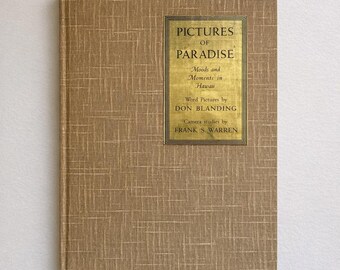 PICTURES
OF
PARADISE
Moods and
Moments in
Hawaii
Word Pictures by
DON BLANDING
Camera studies by
FRANK S. WARREN